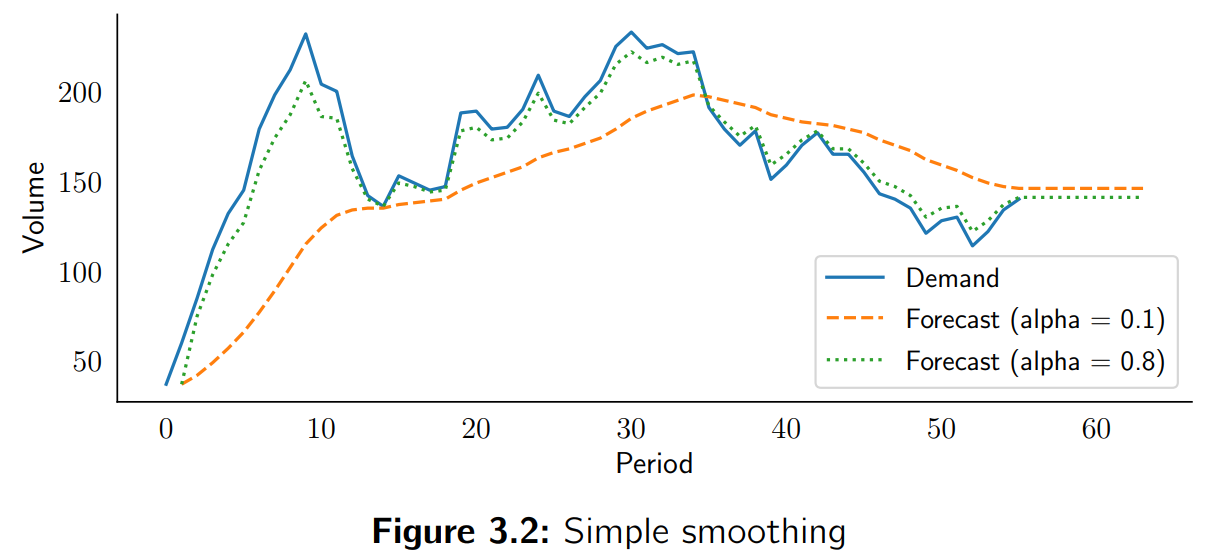 200
150
100
50
Volume
Demand
Forecast (alpha = 0.1)
Forecast (alpha = 0.8)
0 10 20 30 40 50 60
Period
Figure 3.2: Simple smoothing